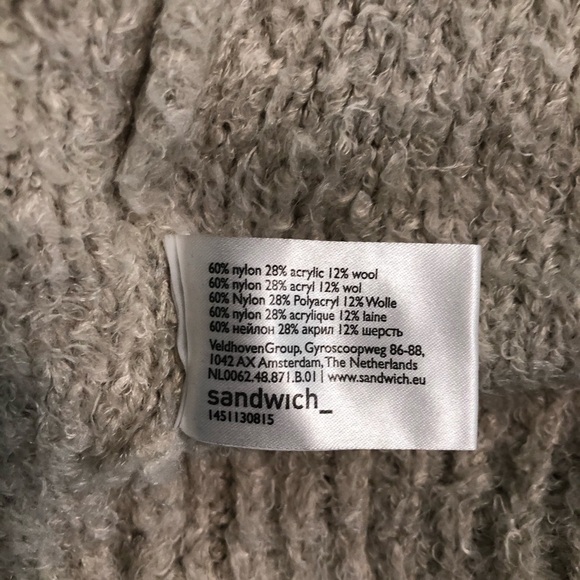 60% nylon 28% acrylic 12% wool
60% nylon 28% acryl 12% wol
60% Nylon 28% Polyacryl 12% Wolle
60% nylon 28% acrylique 12% laine
60% нейлон 28% акрил 12% шерсть
VeldhovenGroup, Gyroscoopweg 86-88,
1042 AX Amsterdam, The Netherlands
NL0062.48.871.B.01 | www.sandwich.eu
sandwich_
1451130815